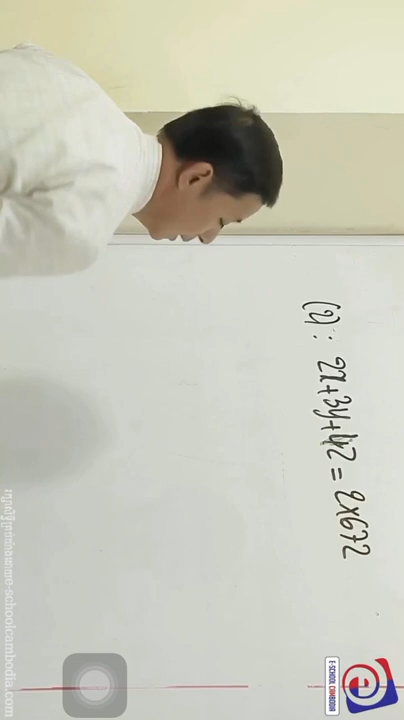 (2) : 2x+3y+4z = 2x672
E-SCHOOL CAMBODIA